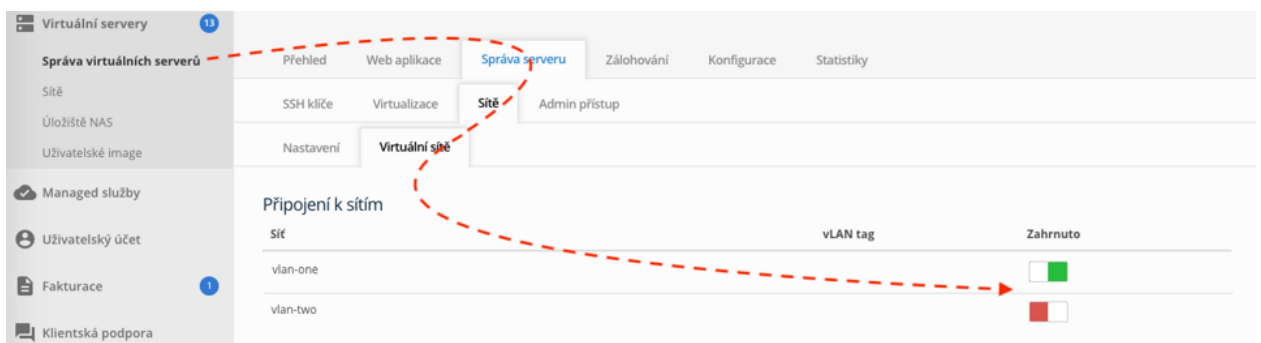 Virtuální servery 13
Správa virtuálních serverů
Sítě
Úložiště NAS
Uživatelské image
Managed služby
Uživatelský účet
Fakturace 1
Klientská podpora
Přehled Web aplikace Správa serveru Zálohování Konfigurace Statistiky
SSH klíče Virtualizace Sítě Admin přístup
Nastavení Virtuální sítě
Připojení k sítím
Síť vLAN tag Zahrnuto
vlan-one
vlan-two